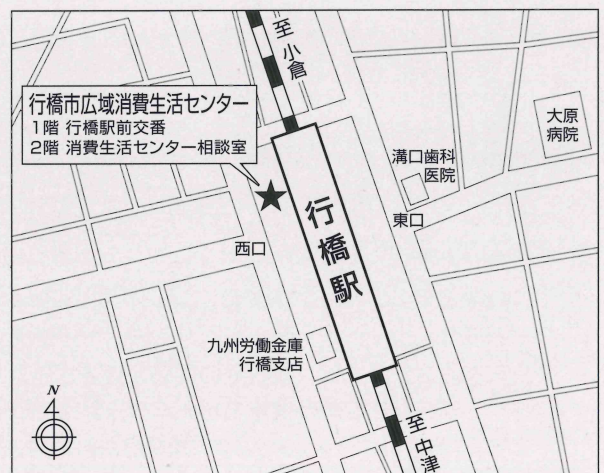 至 小倉
行橋市広域消費生活センター
1階 行橋駅前交番
2階 消費生活センター相談室
大原
病院
溝口歯科
医院
東口
行橋駅
西口
九州労働金庫
行橋支店
N
至 中津